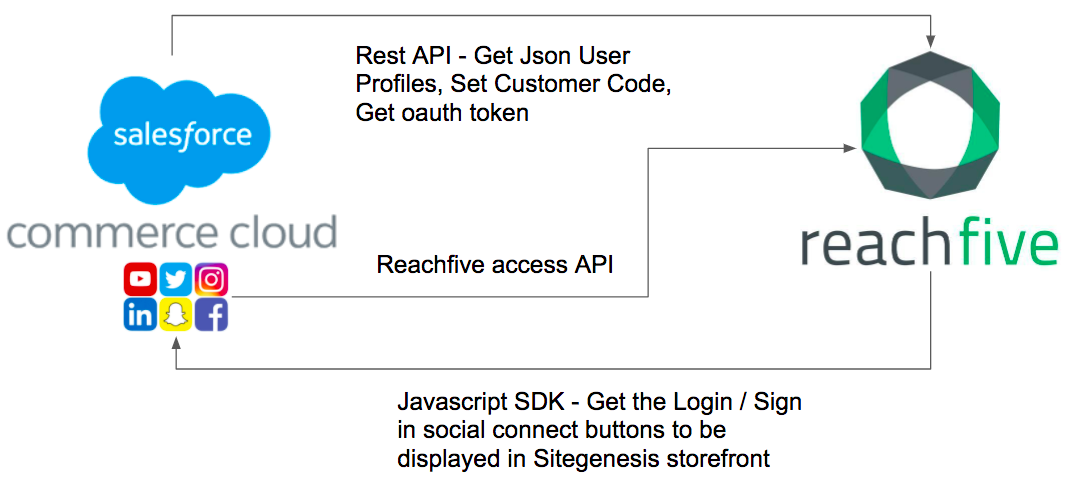 Rest API - Get Json User
Profiles, Set Customer Code,
Get oauth token
salesforce
commerce cloud
reachfive
Reachfive access API
in
f
Javascript SDK - Get the Login / Sign
in social connect buttons to be
displayed in Sitegenesis storefront